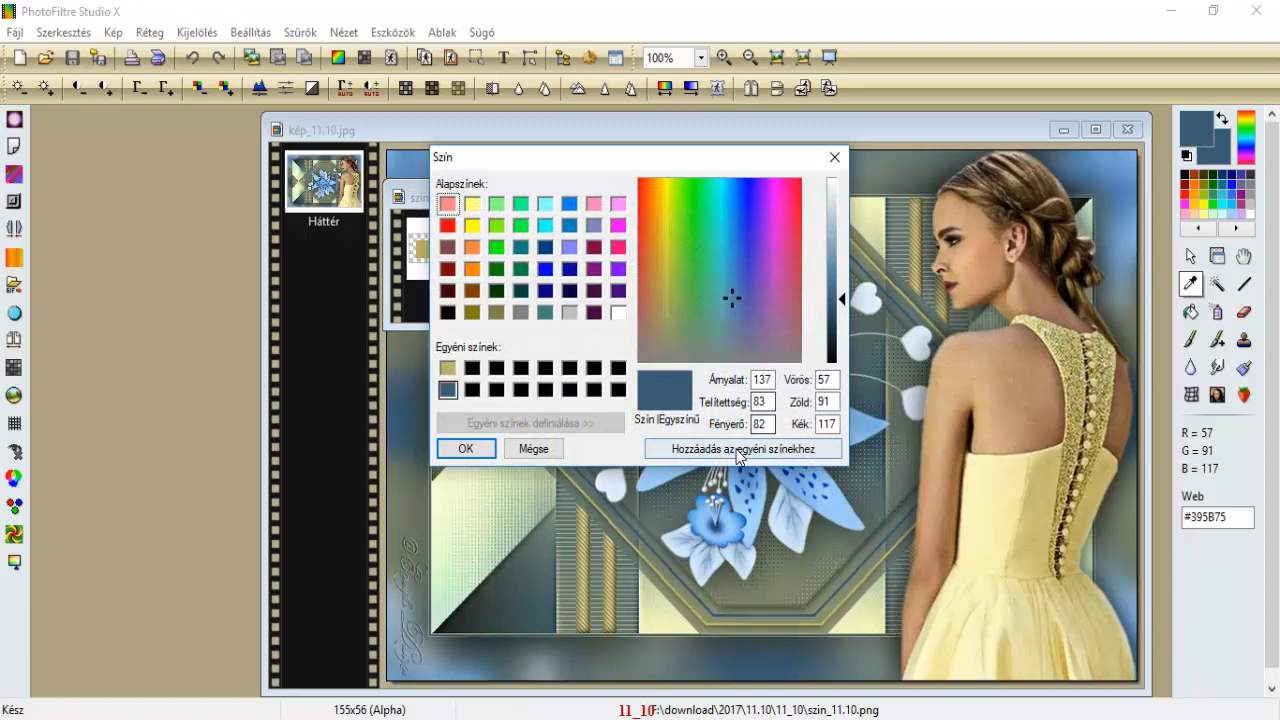 PhotoFiltre Studio X
Fájl Szerkesztés Kép Réteg Kijelölés Beállítás Szűrők Nézet Eszközök Ablak Súgó
100%
AUTO AUTO
kép_11.10.jpg
Háttér
Szín
Alapszínek:
Egyéni színek:
Egyéni színek definiálása >>
OK Mégse
Árnyalat: 137 Vörös: 57
Telítettség: 83 Zöld: 91
Szín|Egyszínű Fényerő: 82 Kék: 117
Hozzáadás az egyéni színekhez
GIF
R = 57
G = 91
B = 117
Web
#395B75
Kész 155x56 (Alpha) 11_10 F:\download\2017\11.10\11_10\szin_11.10.png